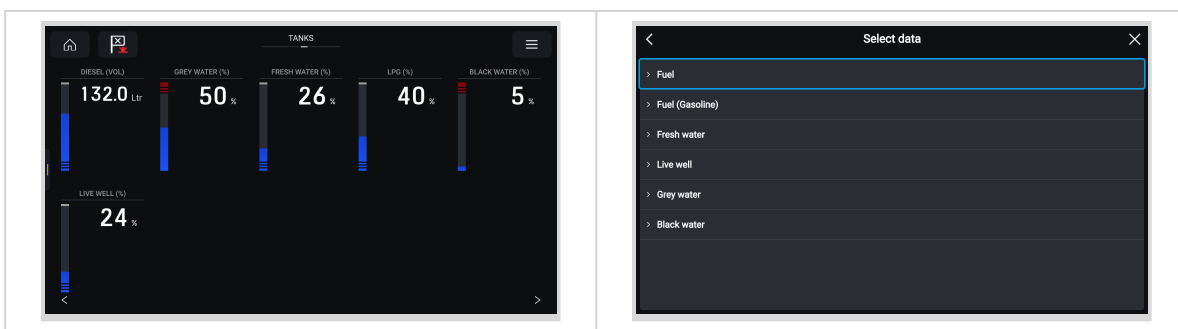 TANKS
DIESEL (VOL) GREY WATER (%) FRESH WATER (%) LPG (%) BLACK WATER (%)
132.0 Ltr 50 % 26 % 40 % 5 %
LIVE WELL (%)
24 %
Select data
Fuel
Fuel (Gasoline)
Fresh water
Live well
Grey water
Black water